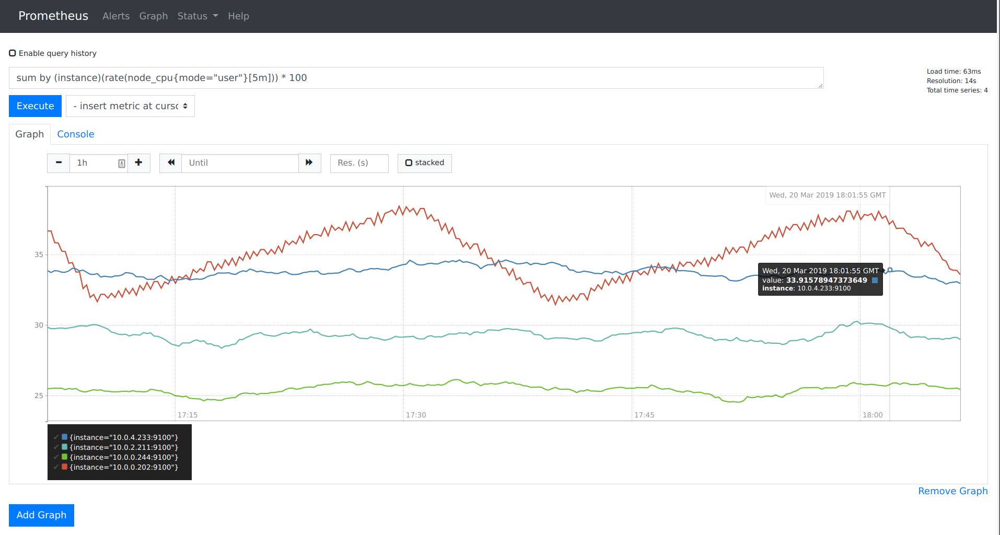 Prometheus Alerts Graph Status Help
Enable query history
sum by (instance)(rate(node_cpu{mode="user"}[5m])) * 100
Load time: 63ms
Resolution: 14s
Total time series: 4
Execute
- insert metric at curso
Graph Console
1h
Until
Res. (s)
stacked
Wed, 20 Mar 2019 18:01:55 GMT
35
Wed, 20 Mar 2019 18:01:55 GMT
value: 33.91578947373649
instance: 10.0.4.233:9100
30
25
17:15 17:30 17:45 18:00
{instance="10.0.4.233:9100"}
{instance="10.0.2.211:9100"}
{instance="10.0.0.244:9100"}
{instance="10.0.0.202:9100"}
Remove Graph
Add Graph